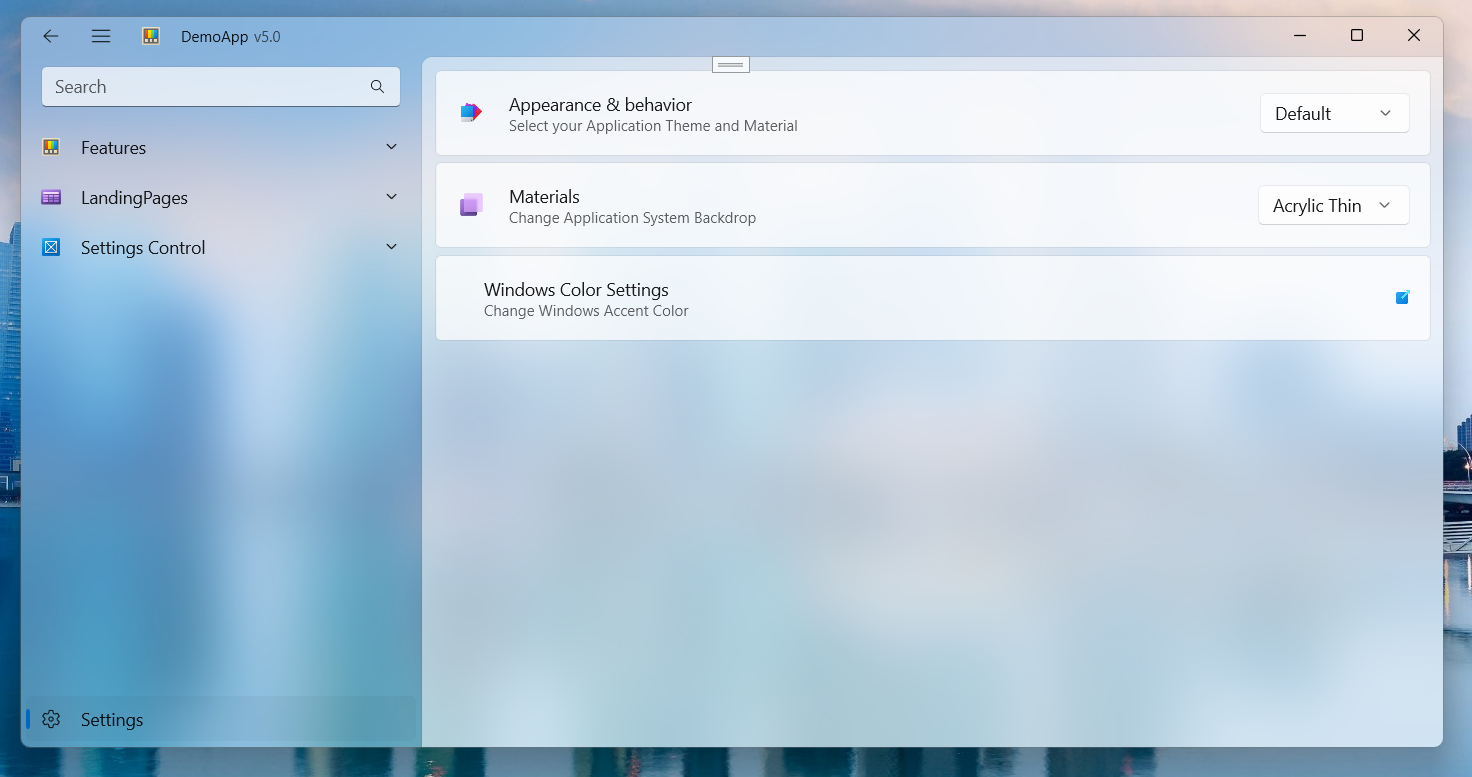 DemoApp v5.0
Search
Features
LandingPages
Settings Control
Settings
Appearance & behavior
Select your Application Theme and Material
Default
Materials
Change Application System Backdrop
Acrylic Thin
Windows Color Settings
Change Windows Accent Color